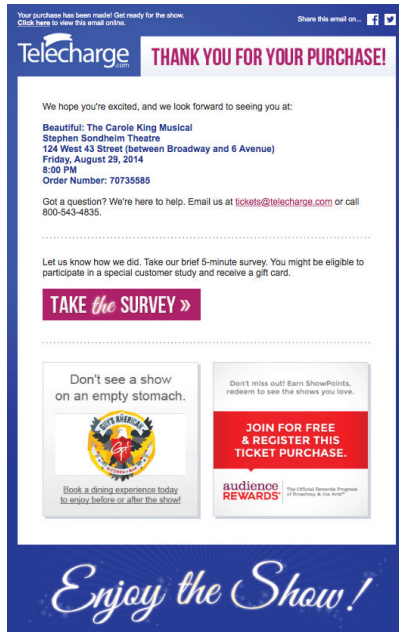 Your purchase has been made! Get ready for the show.
Click here to view this email online.
Share this email on...
Telecharge
.com
THANK YOU FOR YOUR PURCHASE!
We hope you're excited, and we look forward to seeing you at:
Beautiful: The Carole King Musical
Stephen Sondheim Theatre
124 West 43 Street (between Broadway and 6 Avenue)
Friday, August 29, 2014
8:00 PM
Order Number: 70735585
Got a question? We're here to help. Email us at tickets@telecharge.com or call
800-543-4835.
Let us know how we did. Take our brief 5-minute survey. You might be eligible to
participate in a special customer study and receive a gift card.
TAKE the SURVEY »
Don't see a show
on an empty stomach.
GUY'S AMERICAN
KITCHEN & BAR
Book a dining experience today
to enjoy before or after the show!
Don't miss out! Earn ShowPoints,
redeem to see the shows you love.
JOIN FOR FREE
& REGISTER THIS
TICKET PURCHASE.
audience
REWARDS®
The Official Rewards Program
of Broadway & the Arts™
Enjoy the Show!